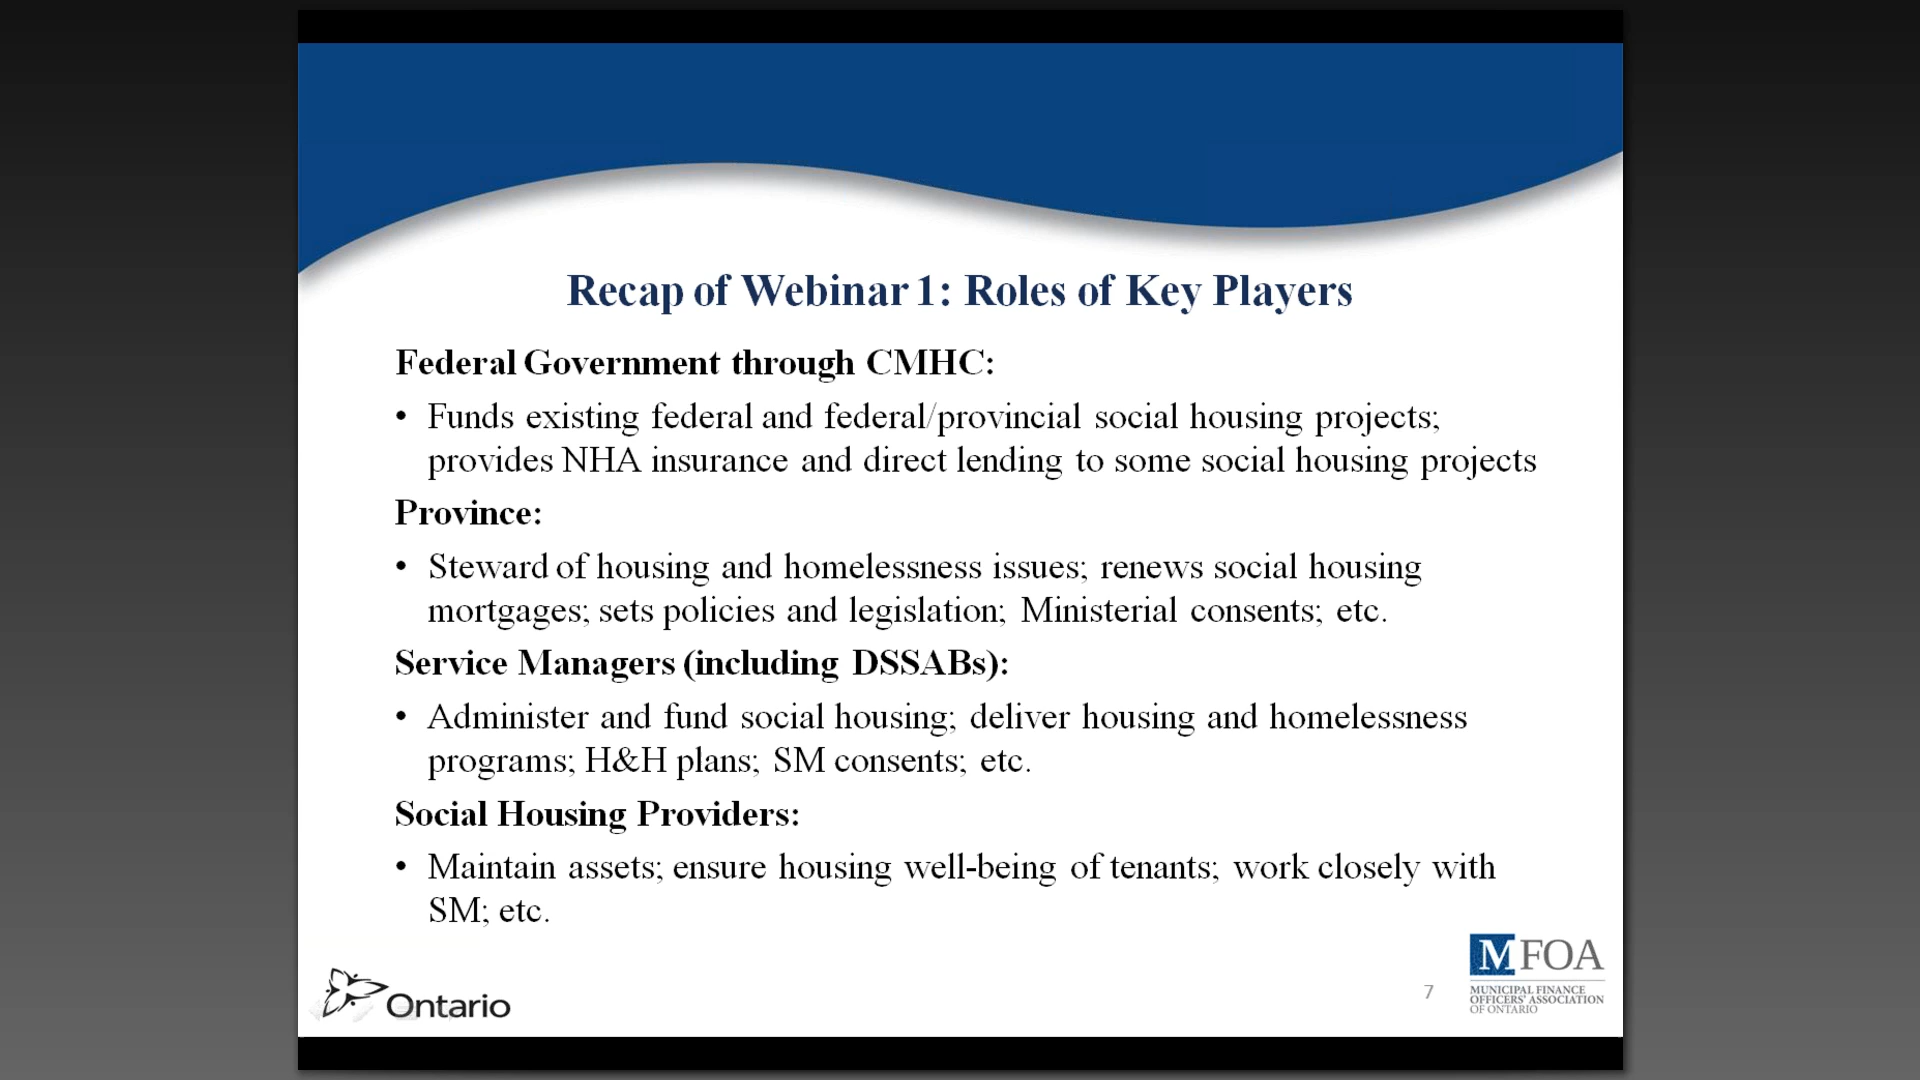 Recap of Webinar 1: Roles of Key Players
Federal Government through CMHC:
• Funds existing federal and federal/provincial social housing projects;
provides NHA insurance and direct lending to some social housing projects
Province:
• Steward of housing and homelessness issues; renews social housing
mortgages; sets policies and legislation; Ministerial consents; etc.
Service Managers (including DSSABs):
• Administer and fund social housing; deliver housing and homelessness
programs; H&H plans; SM consents; etc.
Social Housing Providers:
• Maintain assets; ensure housing well-being of tenants; work closely with
SM; etc.
Ontario
7
MFOA
MUNICIPAL FINANCE
OFFICERS' ASSOCIATION
OF ONTARIO